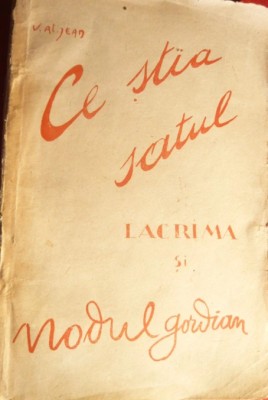 V. Al. Jean
Ce știa
satul
LACRIMA
și
Nodul gordian